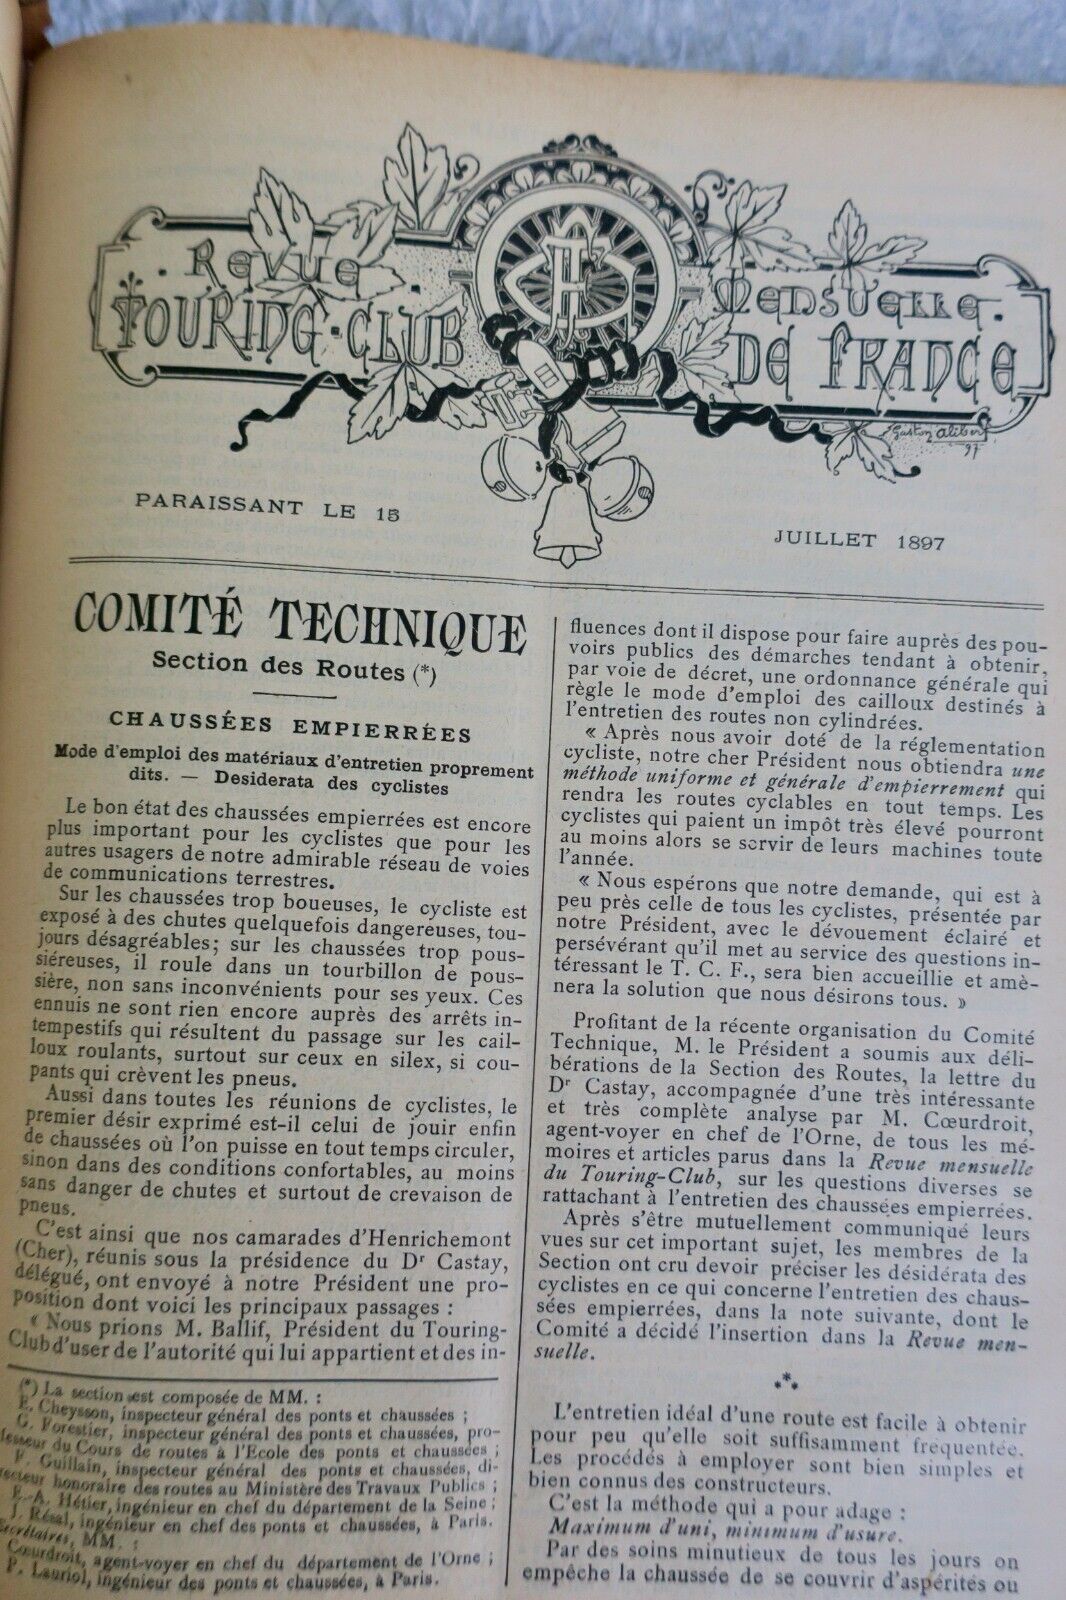 REVUE MENSUELLE
TOURING-CLUB DE FRANCE
Gaston Alibert
97
PARAISSANT LE 15
JUILLET 1897
COMITÉ TECHNIQUE
Section des Routes (*)
CHAUSSÉES EMPIERRÉES
Mode d'emploi des matériaux d'entretien proprement
dits. — Desiderata des cyclistes
Le bon état des chaussées empierrées est encore
plus important pour les cyclistes que pour les
autres usagers de notre admirable réseau de voies
de communications terrestres.
Sur les chaussées trop boueuses, le cycliste est
exposé à des chutes quelquefois dangereuses, tou-
jours désagréables; sur les chaussées trop pous-
siéreuses, il roule dans un tourbillon de pous-
sière, non sans inconvénients pour ses yeux. Ces
ennuis ne sont rien encore auprès des arrêts in-
tempestifs qui résultent du passage sur les cail-
loux roulants, surtout sur ceux en silex, si cou-
pants qui crèvent les pneus.
Aussi dans toutes les réunions de cyclistes, le
premier désir exprimé est-il celui de jouir enfin
de chaussées où l'on puisse en tout temps circuler,
sinon dans des conditions confortables, au moins
sans danger de chutes et surtout de crevaison de
pneus.
C'est ainsi que nos camarades d'Henrichemont
(Cher), réunis sous la présidence du Dr Castay,
délégué, ont envoyé à notre Président une pro-
position dont voici les principaux passages :
« Nous prions M. Ballif, Président du Touring-
Club d'user de l'autorité qui lui appartient et des in-
(*) La section est composée de MM. :
E. Cheysson, inspecteur général des ponts et chaussées ;
G. Forestier, inspecteur général des ponts et chaussées, pro-
fesseur du Cours de routes à l'Ecole des ponts et chaussées ;
F. Guillain, inspecteur général des ponts et chaussées, di-
recteur honoraire des routes au Ministère des Travaux Publics ;
F.-A. Hétier, ingénieur en chef du département de la Seine ;
J. Résal, ingénieur en chef des ponts et chaussées, à Paris.
Secrétaires, MM. :
Cœurdroit, agent-voyer en chef du département de l'Orne ;
P. Lauriol, ingénieur des ponts et chaussées, à Paris.
fluences dont il dispose pour faire auprès des pou-
voirs publics des démarches tendant à obtenir,
par voie de décret, une ordonnance générale qui
règle le mode d'emploi des cailloux destinés à
l'entretien des routes non cylindrées.
« Après nous avoir doté de la réglementation
cycliste, notre cher Président nous obtiendra une
méthode uniforme et générale d'empierrement qui
rendra les routes cyclables en tout temps. Les
cyclistes qui paient un impôt très élevé pourront
au moins alors se servir de leurs machines toute
l'année.
« Nous espérons que notre demande, qui est à
peu près celle de tous les cyclistes, présentée par
notre Président, avec le dévouement éclairé et
persévérant qu'il met au service des questions in-
téressant le T. C. F., sera bien accueillie et amè-
nera la solution que nous désirons tous. »
Profitant de la récente organisation du Comité
Technique, M. le Président a soumis aux déli-
bérations de la Section des Routes, la lettre du
Dr Castay, accompagnée d'une très intéressante
et très complète analyse par M. Cœurdroit,
agent-voyer en chef de l'Orne, de tous les mé-
moires et articles parus dans la Revue mensuelle
du Touring-Club, sur les questions diverses se
rattachant à l'entretien des chaussées empierrées.
Après s'être mutuellement communiqué leurs
vues sur cet important sujet, les membres de la
Section ont cru devoir préciser les désidérata des
cyclistes en ce qui concerne l'entretien des chaus-
sées empierrées, dans la note suivante, dont le
Comité a décidé l'insertion dans la Revue men-
suelle.
***
L'entretien idéal d'une route est facile à obtenir
pour peu qu'elle soit suffisamment fréquentée.
Les procédés à employer sont bien simples et
bien connus des constructeurs.
C'est la méthode qui a pour adage :
Maximum d'uni, minimum d'usure.
Par des soins minutieux de tous les jours on
empêche la chaussée de se couvrir d'aspérités ou